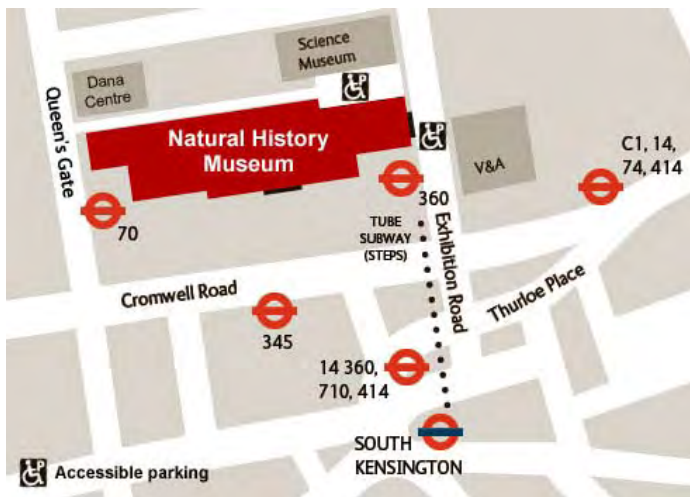 Science
Museum
Dana
Centre
Queen's Gate
Natural History
Museum
C1, 14,
74, 414
V&A
360
70
TUBE
SUBWAY
(STEPS)
Exhibition Road
Cromwell Road
Thurloe Place
345
14 360,
710, 414
SOUTH
KENSINGTON
Accessible parking
P
P
P